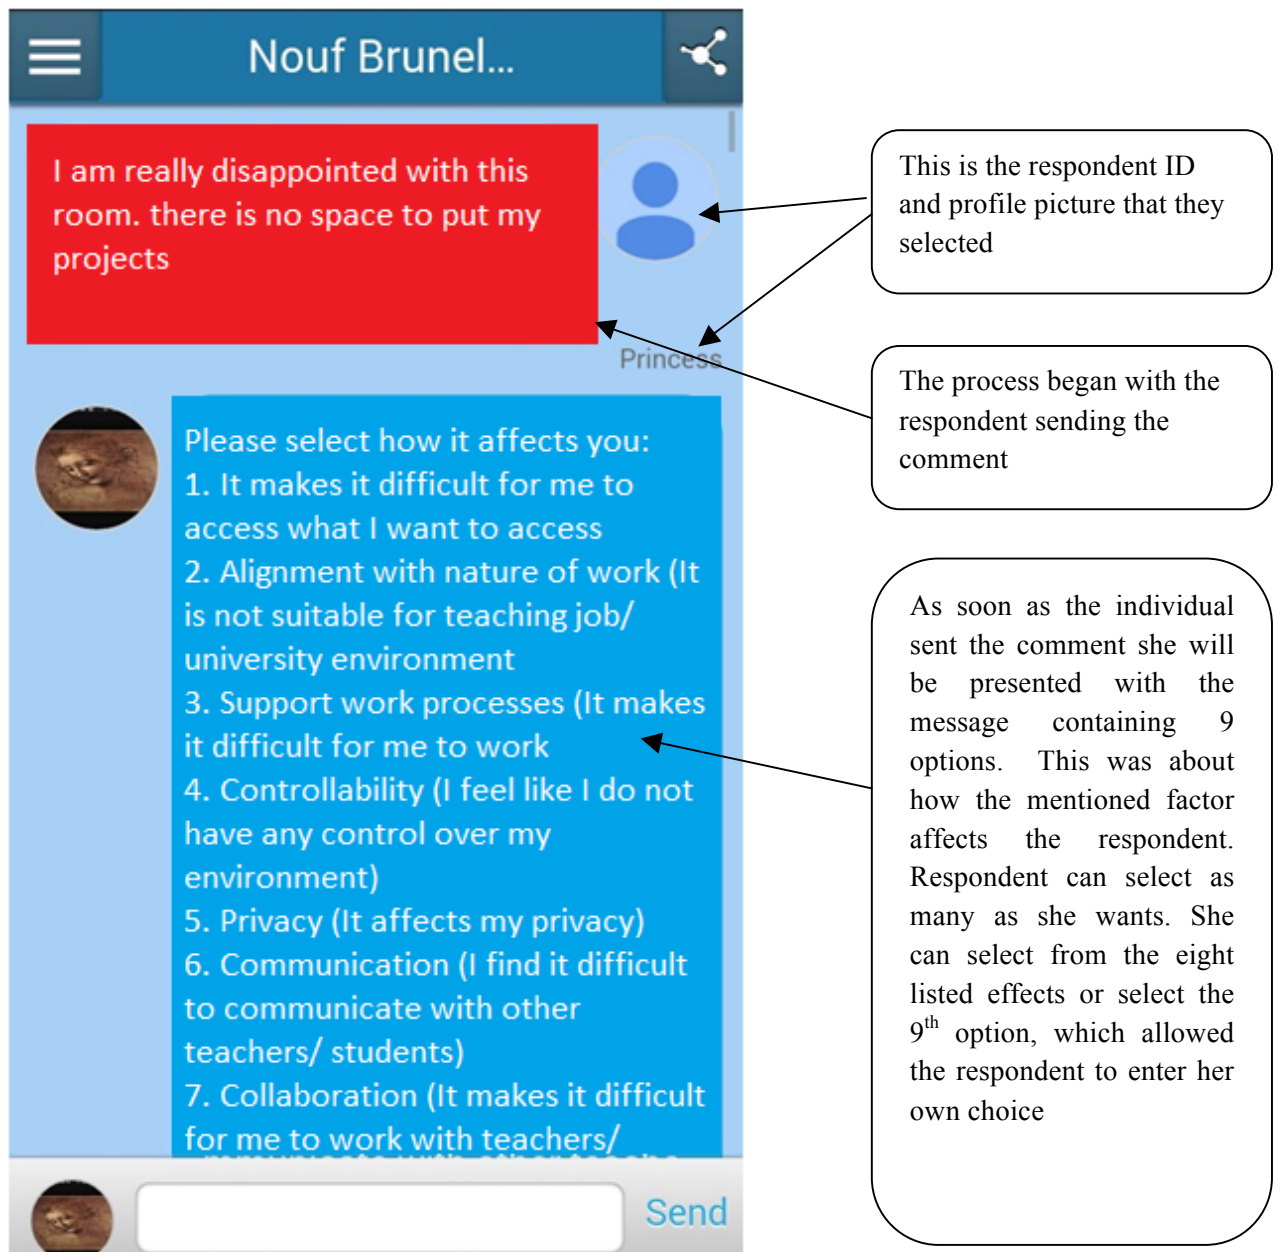 Nouf Brunel...
I am really disappointed with this
room. there is no space to put my
projects
Princess
Please select how it affects you:
1. It makes it difficult for me to
access what I want to access
2. Alignment with nature of work (It
is not suitable for teaching job/
university environment
3. Support work processes (It makes
it difficult for me to work
4. Controllability (I feel like I do not
have any control over my
environment)
5. Privacy (It affects my privacy)
6. Communication (I find it difficult
to communicate with other
teachers/ students)
7. Collaboration (It makes it difficult
for me to work with teachers/
Send
This is the respondent ID
and profile picture that they
selected
The process began with the
respondent sending the
comment
As soon as the individual
sent the comment she will
be presented with the
message containing 9
options. This was about
how the mentioned factor
affects the respondent.
Respondent can select as
many as she wants. She
can select from the eight
listed effects or select the
9th option, which allowed
the respondent to enter her
own choice